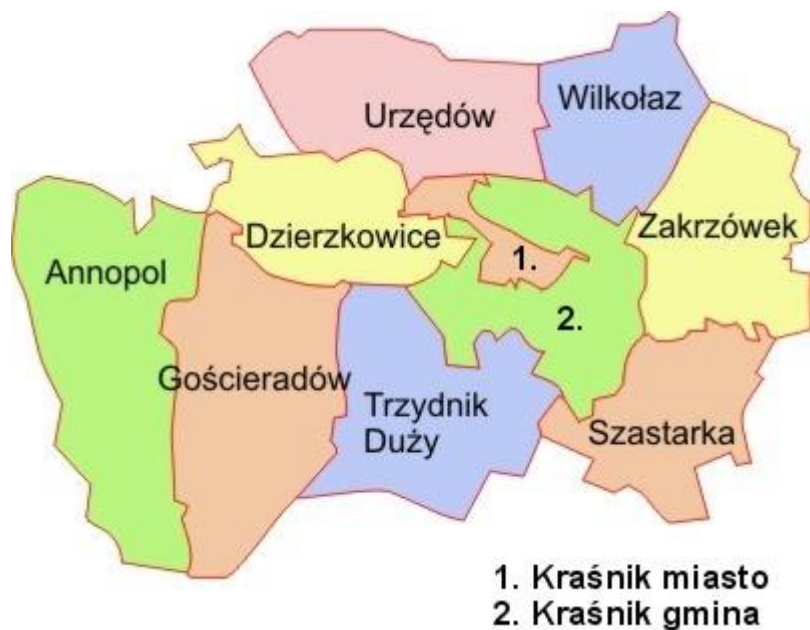 Urzędów
Wilkołaz
Dzierzkowice
Zakrzówek
1.
Annopol
2.
Gościeradów
Trzydnik
Duży
Szastarka
1. Kraśnik miasto
2. Kraśnik gmina